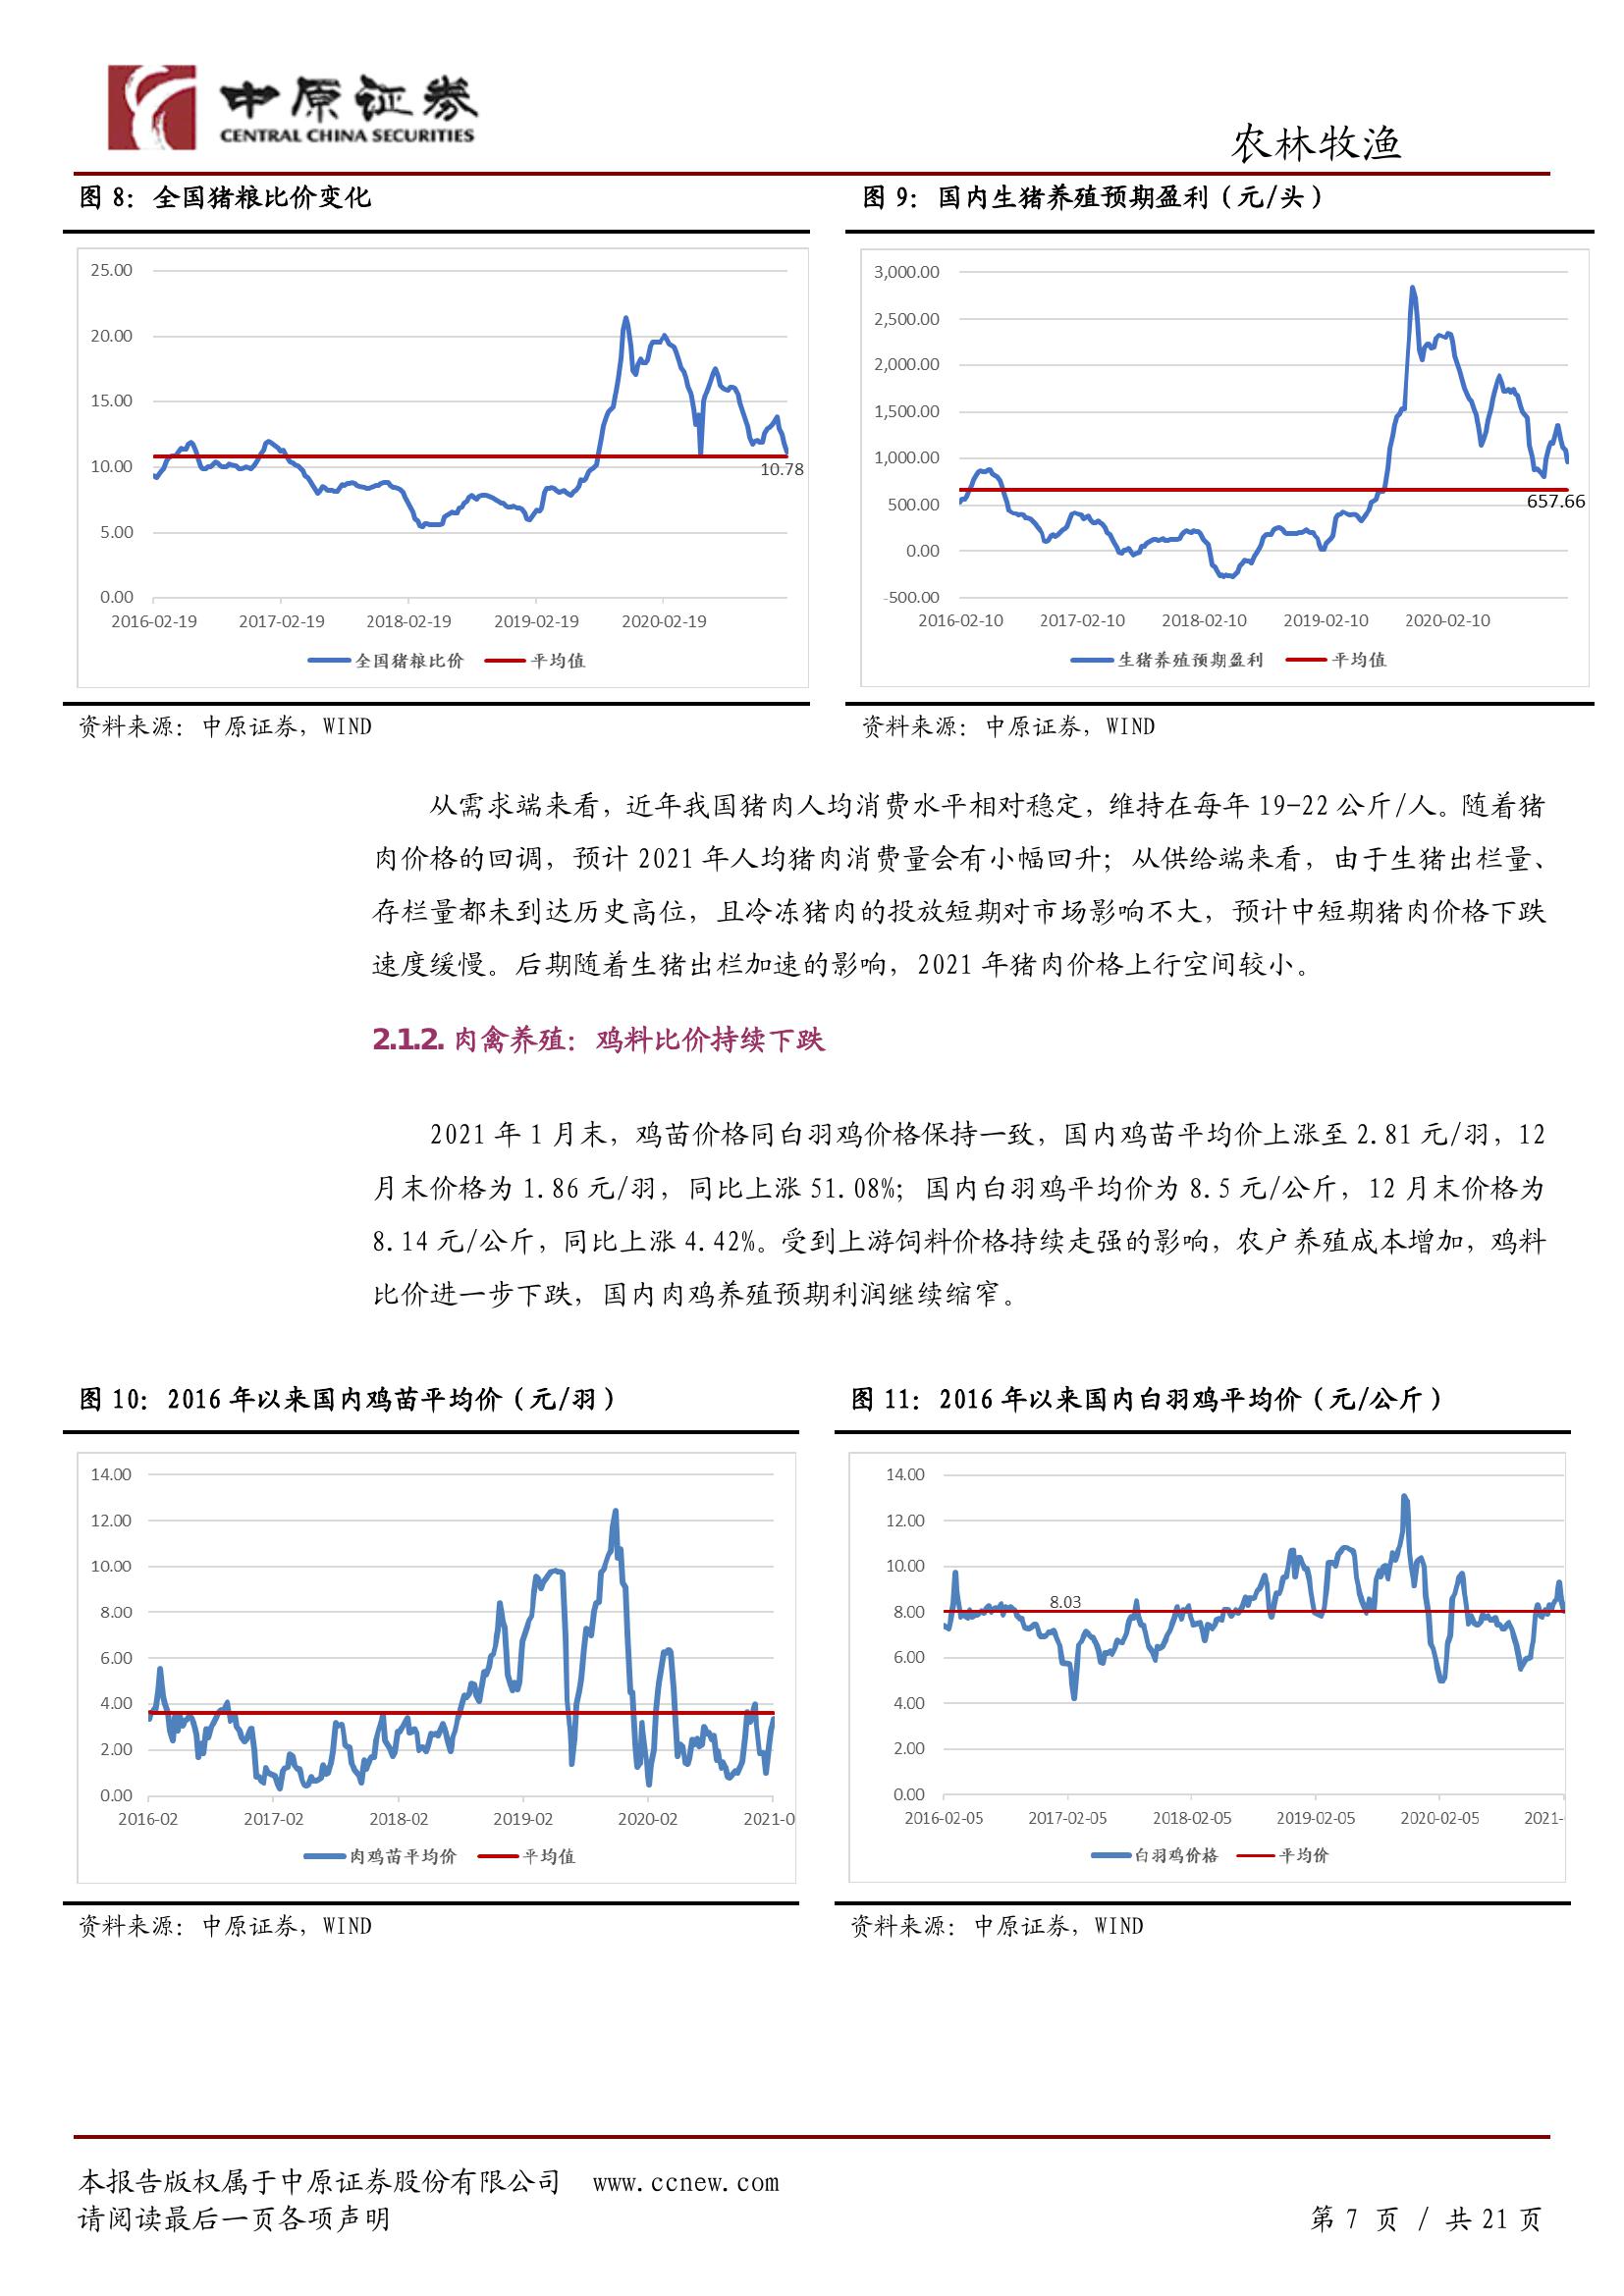 中原证券
CENTRAL CHINA SECURITIES
农林牧渔
图 8：全国猪粮比价变化
25.00
20.00
15.00
10.00
5.00
0.00
10.78
2016-02-19 2017-02-19 2018-02-19 2019-02-19 2020-02-19
全国猪粮比价 平均值
资料来源：中原证券，WIND
图 9：国内生猪养殖预期盈利（元/头）
3,000.00
2,500.00
2,000.00
1,500.00
1,000.00
500.00
0.00
-500.00
657.66
2016-02-10 2017-02-10 2018-02-10 2019-02-10 2020-02-10
生猪养殖预期盈利 平均值
资料来源：中原证券，WIND
从需求端来看，近年我国猪肉人均消费水平相对稳定，维持在每年 19-22 公斤/人。随着猪
肉价格的回调，预计 2021 年人均猪肉消费量会有小幅回升；从供给端来看，由于生猪出栏量、
存栏量都未到达历史高位，且冷冻猪肉的投放短期对市场影响不大，预计中短期猪肉价格下跌
速度缓慢。后期随着生猪出栏加速的影响，2021 年猪肉价格上行空间较小。
2.1.2. 肉禽养殖：鸡料比价持续下跌
2021 年 1 月末，鸡苗价格同白羽鸡价格保持一致，国内鸡苗平均价上涨至 2.81 元/羽，12
月末价格为 1.86 元/羽，同比上涨 51.08%；国内白羽鸡平均价为 8.5 元/公斤，12 月末价格为
8.14 元/公斤，同比上涨 4.42%。受到上游饲料价格持续走强的影响，农户养殖成本增加，鸡料
比价进一步下跌，国内肉鸡养殖预期利润继续缩窄。
图 10：2016 年以来国内鸡苗平均价（元/羽）
14.00
12.00
10.00
8.00
6.00
4.00
2.00
0.00
2016-02 2017-02 2018-02 2019-02 2020-02 2021-0
肉鸡苗平均价 平均值
资料来源：中原证券，WIND
图 11：2016 年以来国内白羽鸡平均价（元/公斤）
14.00
12.00
10.00
8.00
6.00
4.00
2.00
0.00
8.03
2016-02-05 2017-02-05 2018-02-05 2019-02-05 2020-02-05 2021-
白羽鸡价格 平均价
资料来源：中原证券，WIND
本报告版权属于中原证券股份有限公司 www.ccnew.com
请阅读最后一页各项声明
第 7 页 / 共 21 页